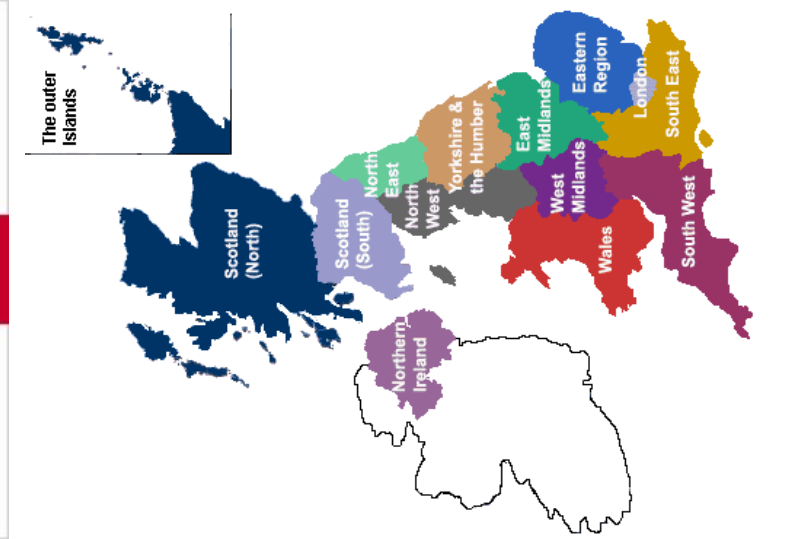 The outer
Islands
Scotland
(North)
Scotland
(South)
North
East
North
West
Yorkshire &
the Humber
East
Midlands
West
Midlands
Eastern
Region
London
South East
South West
Wales
Northern
Ireland